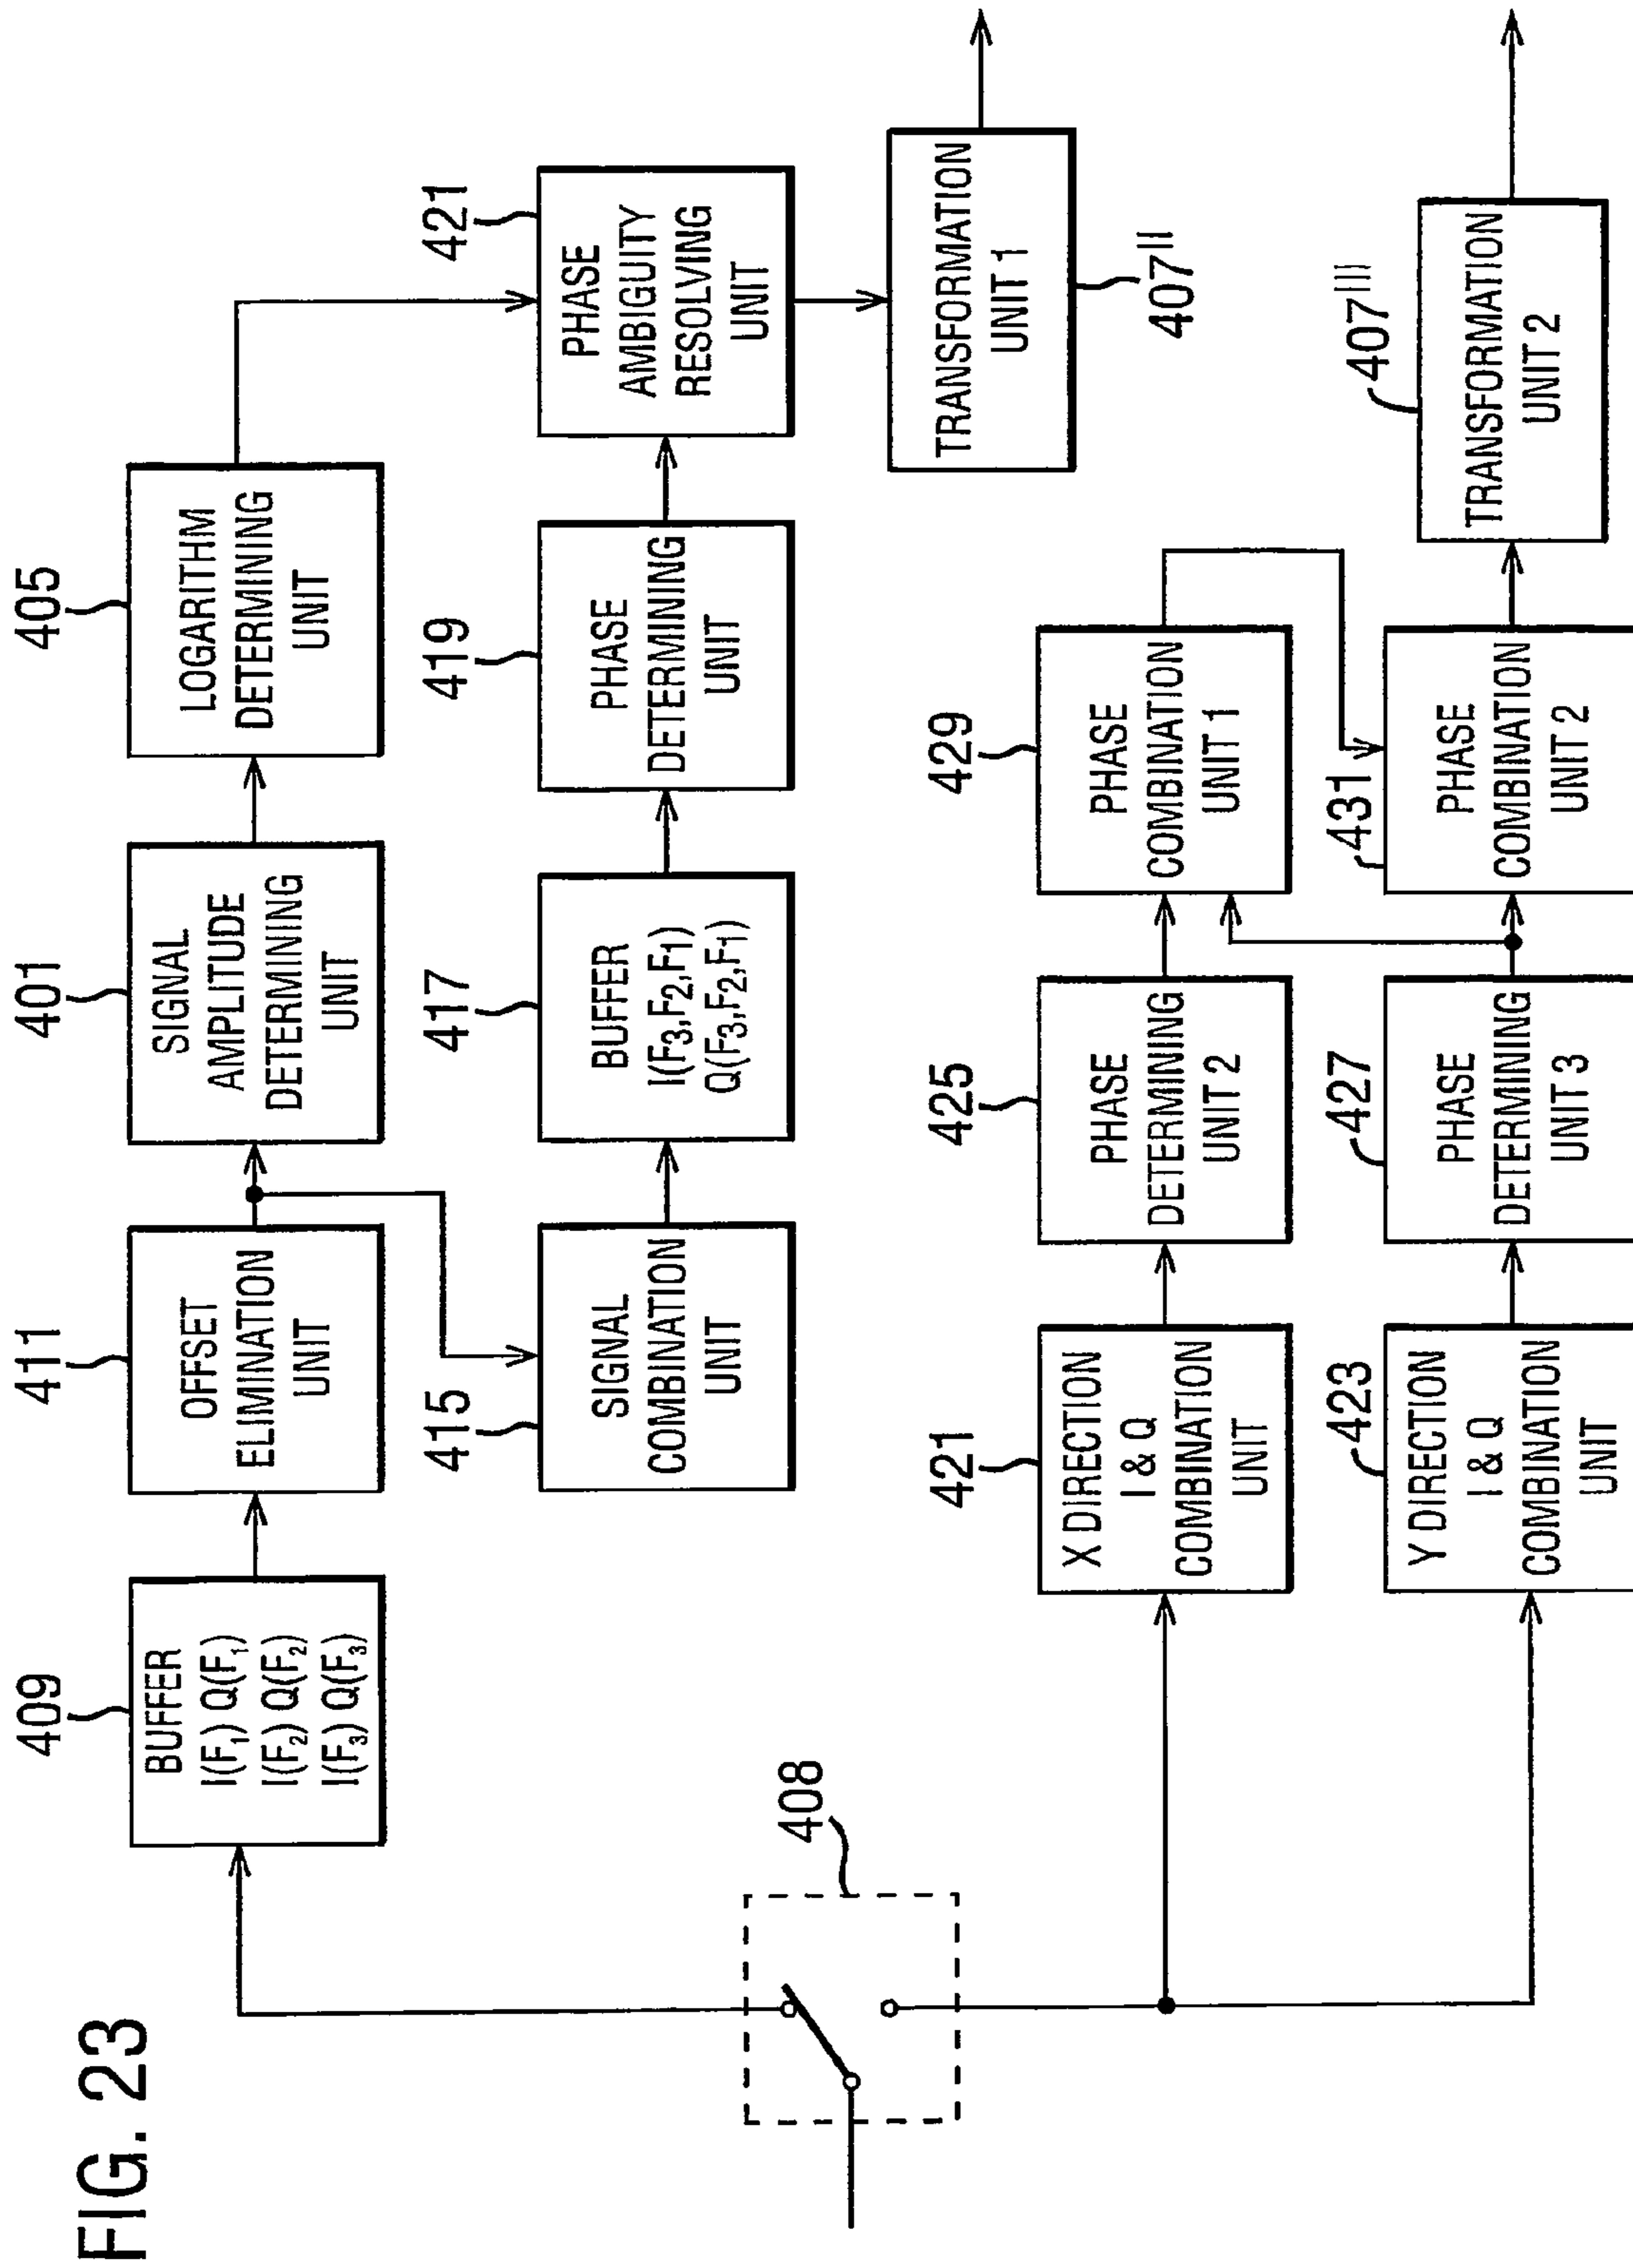 FIG. 23
408
409
BUFFER
I(F₁) Q(F₁)
I(F₂) Q(F₂)
I(F₃) Q(F₃)
411
OFFSET
ELIMINATION
UNIT
401
SIGNAL
AMPLITUDE
DETERMINING
UNIT
405
LOGARITHM
DETERMINING
UNIT
415
SIGNAL
COMBINATION
UNIT
417
BUFFER
I(F₃,F₂,F₁)
Q(F₃,F₂,F₁)
419
PHASE
DETERMINING
UNIT
421
PHASE
AMBIGUITY
RESOLVING
UNIT
TRANSFORMATION
UNIT 1
407II
421
X DIRECTION
I & Q
COMBINATION
UNIT
425
PHASE
DETERMINING
UNIT 2
429
PHASE
COMBINATION
UNIT 1
423
Y DIRECTION
I & Q
COMBINATION
UNIT
427
PHASE
DETERMINING
UNIT 3
431
PHASE
COMBINATION
UNIT 2
407III
TRANSFORMATION
UNIT 2